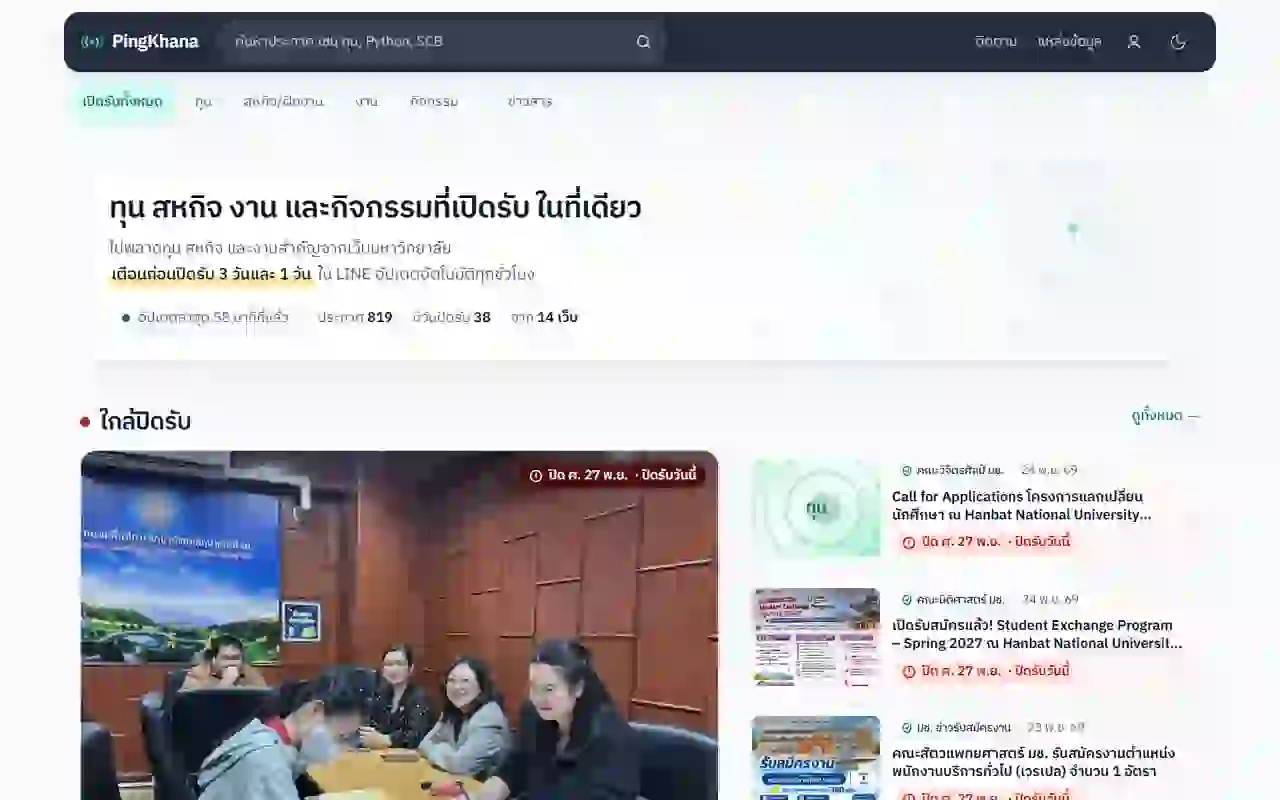 PingKhana
ค้นหาประกาศ เช่น ทุน, Python, SCB
ติดตาม
แหล่งข้อมูล
เปิดรับทั้งหมด
ทุน
สหกิจ/ฝึกงาน
งาน
กิจกรรม
ข่าวสาร
ทุน สหกิจ งาน และกิจกรรมที่เปิดรับ ในที่เดียว
ไม่พลาดทุน สหกิจ และงานสำคัญจากเว็บมหาวิทยาลัย
เตือนก่อนปิดรับ 3 วันและ 1 วัน ใน LINE อัปเดตอัตโนมัติทุกชั่วโมง
อัปเดตล่าสุด 58 นาทีที่แล้ว
ประกาศ 819
มีวันปิดรับ 38
จาก 14 เว็บ
ใกล้ปิดรับ
ดูทั้งหมด
ปิด ศ. 27 พ.ย. · ปิดรับวันนี้
ทุน
คณะวิจิตรศิลป์ มช.
24 พ.ย. 69
Call for Applications โครงการแลกเปลี่ยน
นักศึกษา ณ Hanbat National University...
ปิด ศ. 27 พ.ย. · ปิดรับวันนี้
คณะนิติศาสตร์ มช.
24 พ.ย. 69
เปิดรับสมัครแล้ว! Student Exchange Program
– Spring 2027 ณ Hanbat National Universit...
ปิด ศ. 27 พ.ย. · ปิดรับวันนี้
รับสมัครงาน
มช. ข่าวรับสมัครงาน
23 พ.ย. 69
คณะสัตวแพทยศาสตร์ มช. รับสมัครงานตำแหน่ง
พนักงานบริการทั่วไป (เวรเปล) จำนวน 1 อัตรา
ปิด ศ. 27 พ.ย. · ปิดรับวันนี้